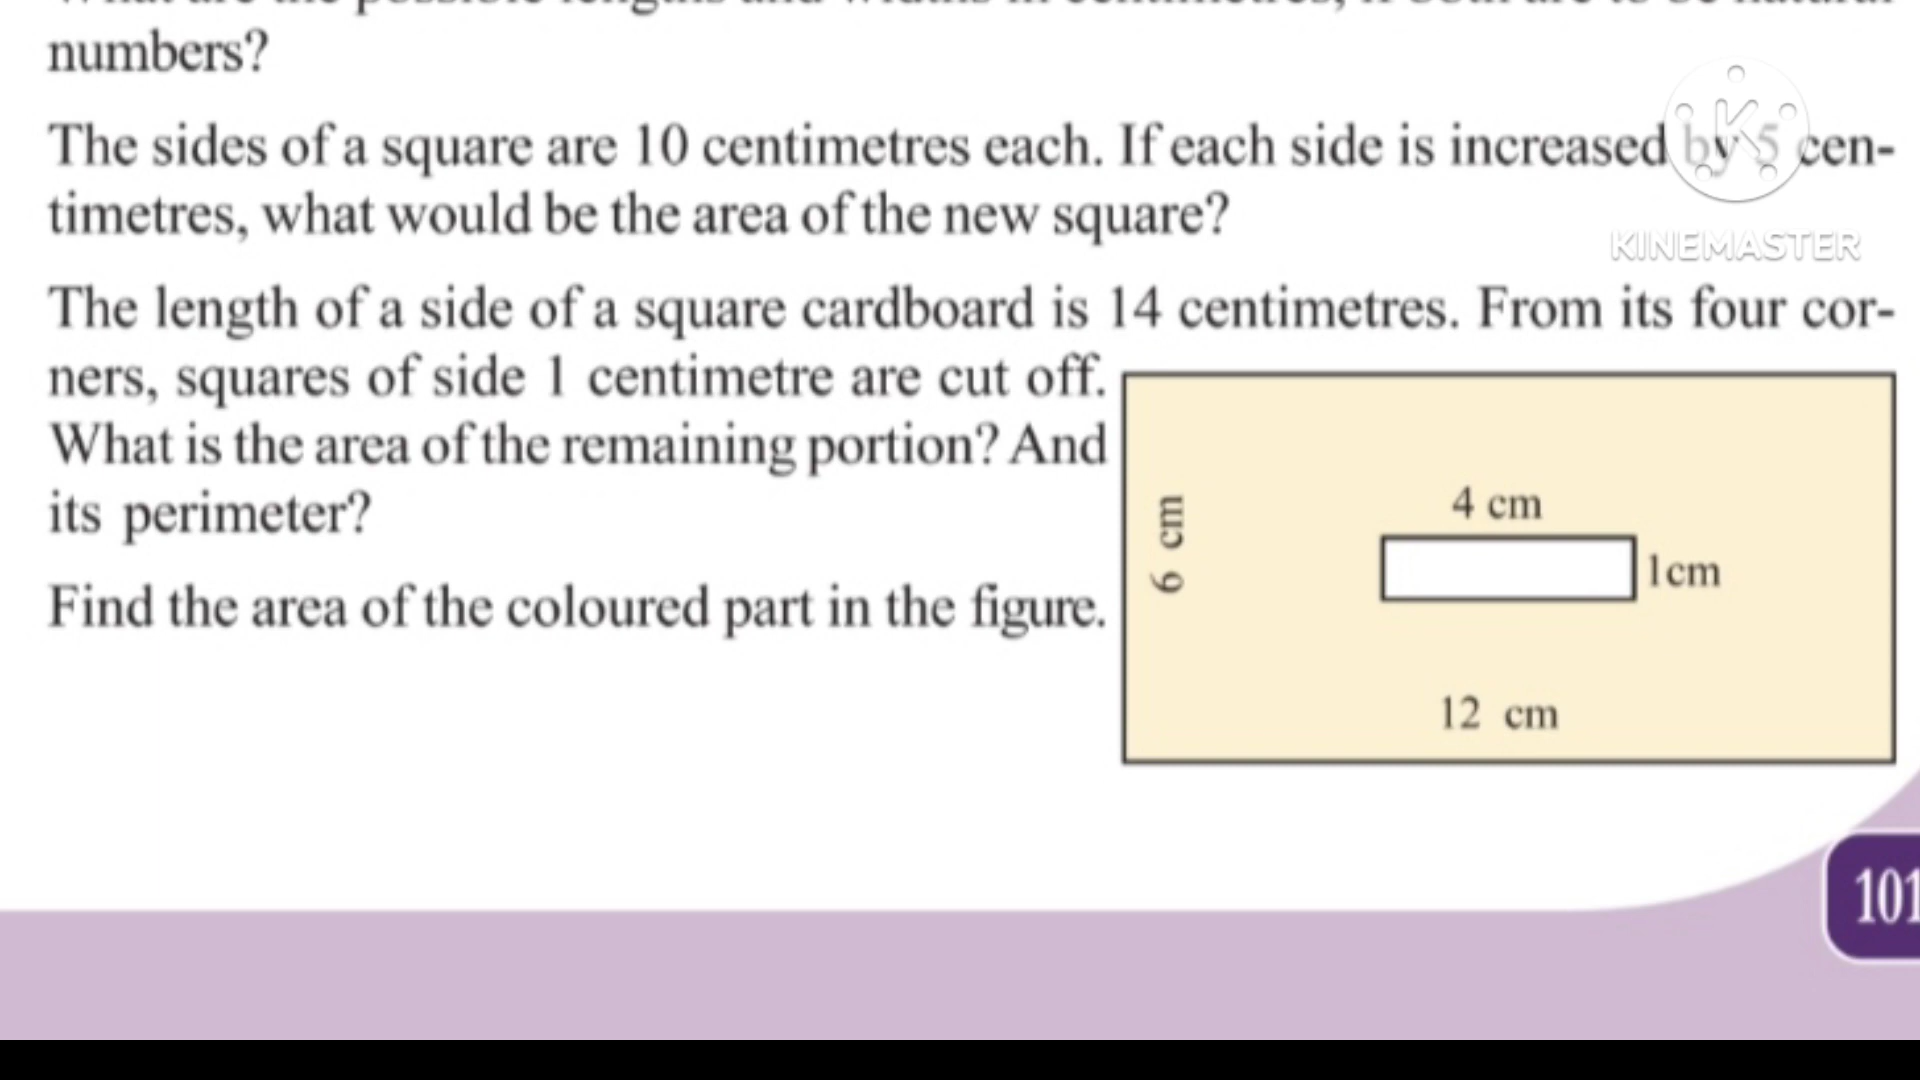 numbers?
The sides of a square are 10 centimetres each. If each side is increased by 5 cen-
timetres, what would be the area of the new square?
KINEMASTER
The length of a side of a square cardboard is 14 centimetres. From its four cor-
ners, squares of side 1 centimetre are cut off.
What is the area of the remaining portion? And
its perimeter?
Find the area of the coloured part in the figure.
6 cm
4 cm
1cm
12 cm
101